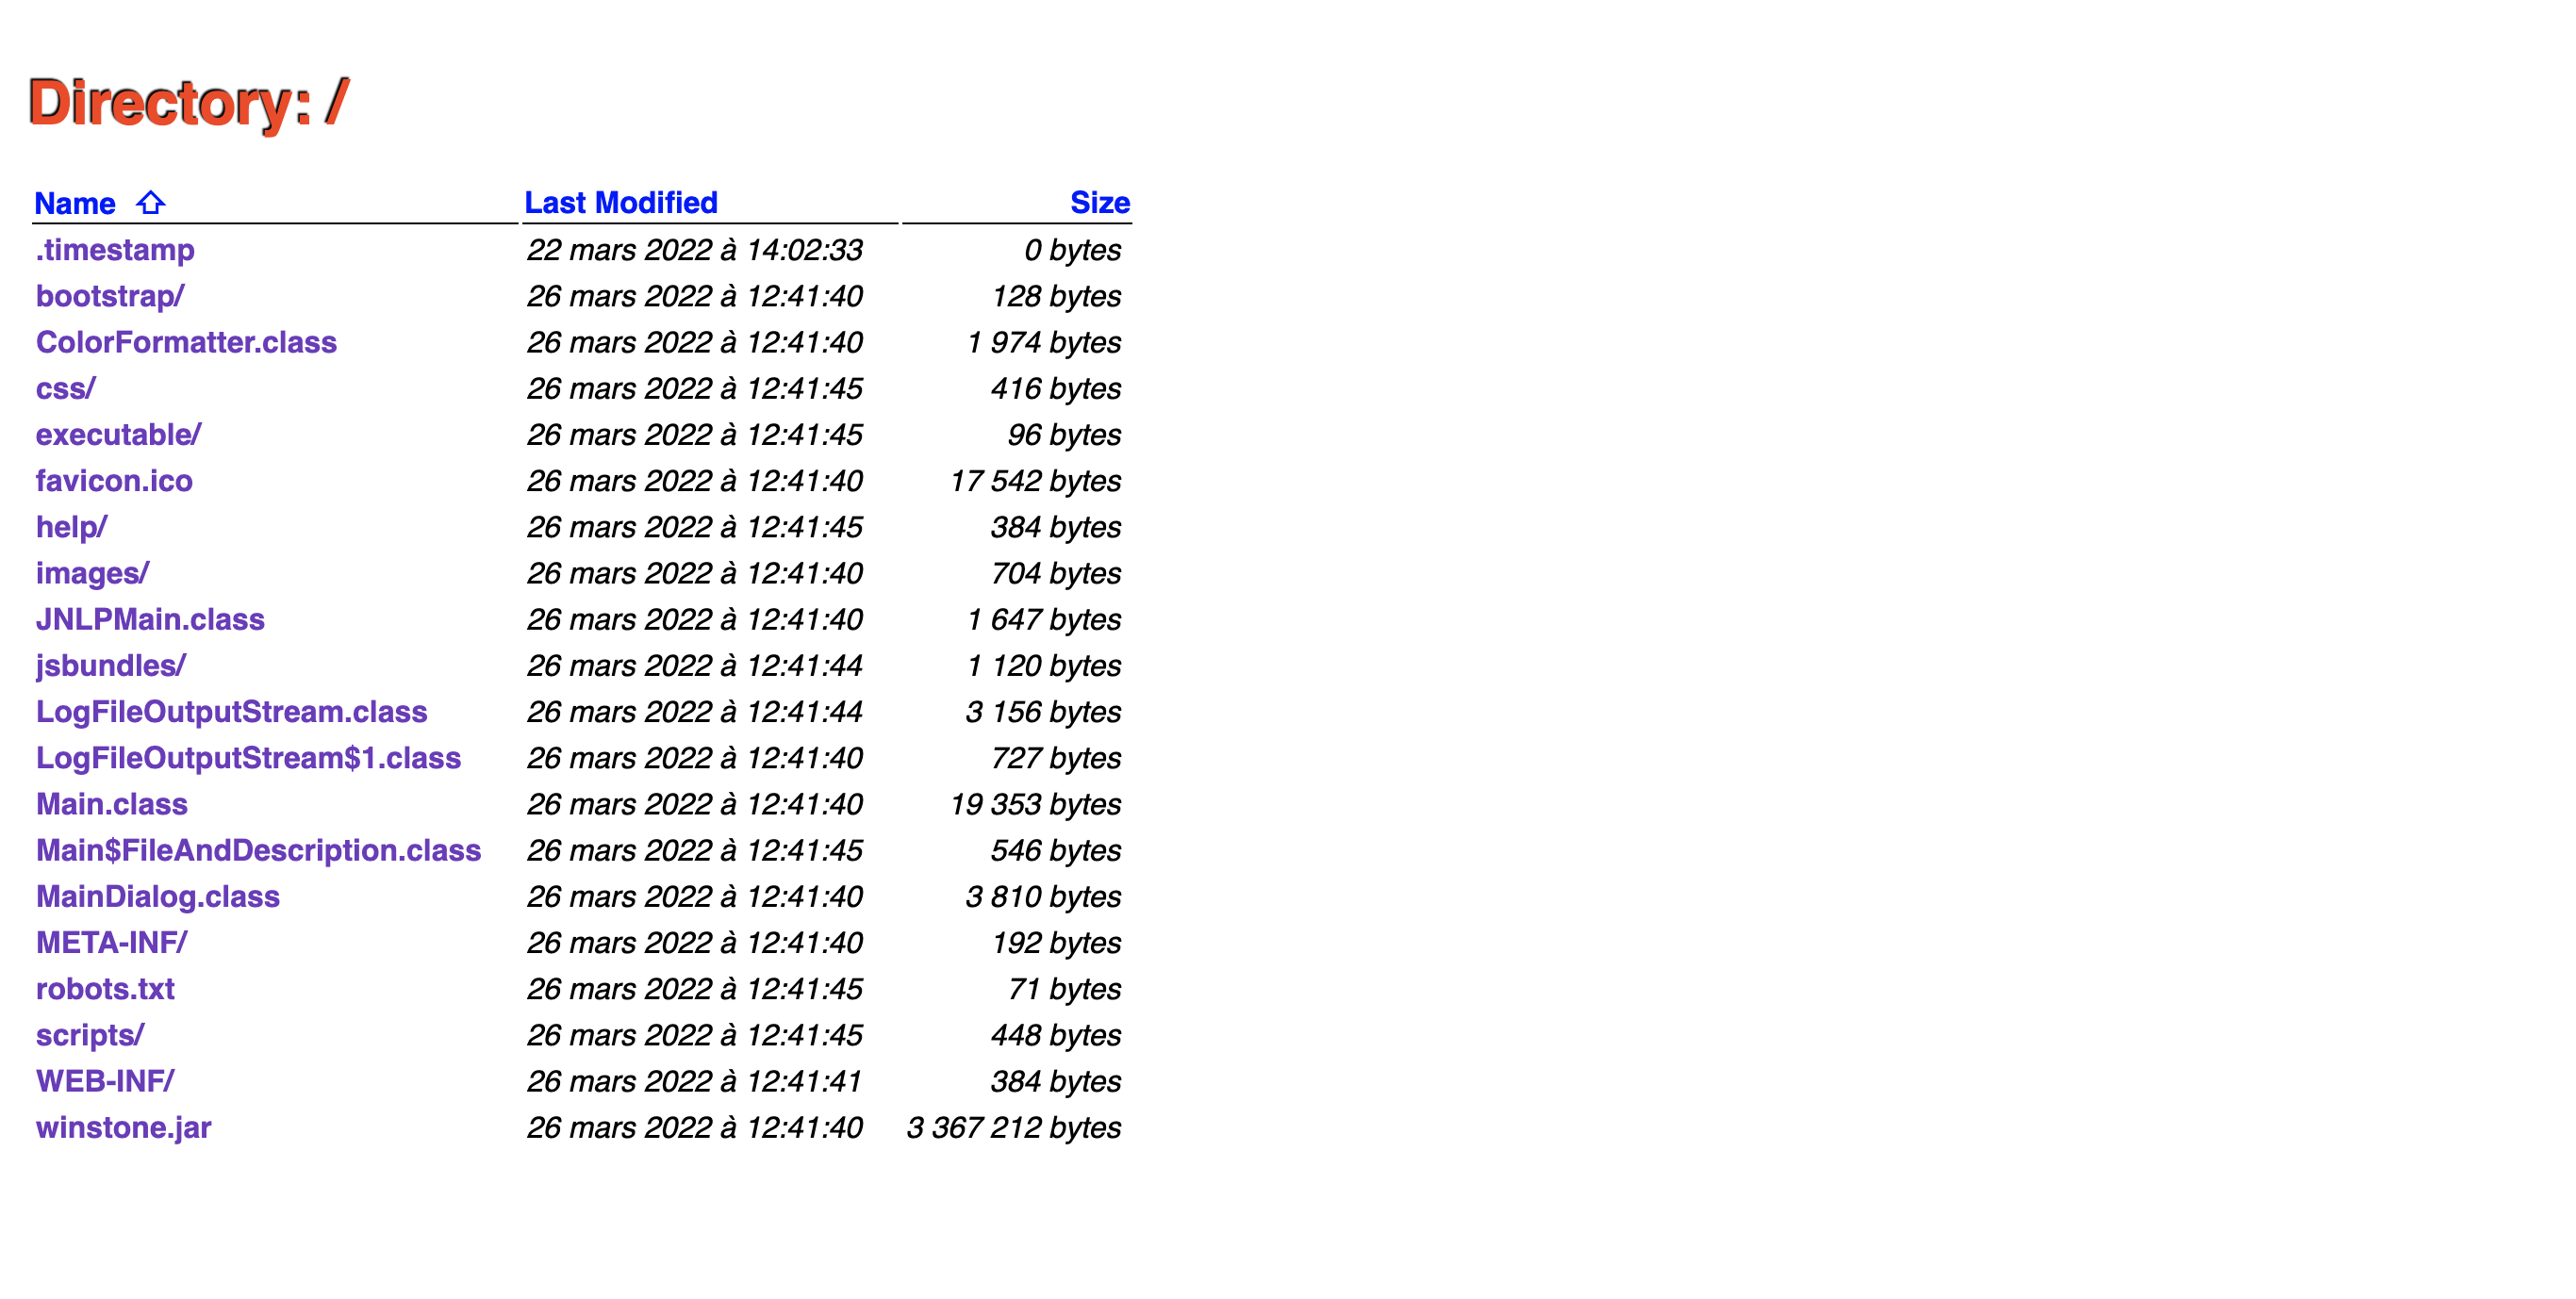 Directory: /
Name ⇧ Last Modified Size
.timestamp 22 mars 2022 à 14:02:33 0 bytes
bootstrap/ 26 mars 2022 à 12:41:40 128 bytes
ColorFormatter.class 26 mars 2022 à 12:41:40 1 974 bytes
css/ 26 mars 2022 à 12:41:45 416 bytes
executable/ 26 mars 2022 à 12:41:45 96 bytes
favicon.ico 26 mars 2022 à 12:41:40 17 542 bytes
help/ 26 mars 2022 à 12:41:45 384 bytes
images/ 26 mars 2022 à 12:41:40 704 bytes
JNLPMain.class 26 mars 2022 à 12:41:40 1 647 bytes
jsbundles/ 26 mars 2022 à 12:41:44 1 120 bytes
LogFileOutputStream.class 26 mars 2022 à 12:41:44 3 156 bytes
LogFileOutputStream$1.class 26 mars 2022 à 12:41:40 727 bytes
Main.class 26 mars 2022 à 12:41:40 19 353 bytes
Main$FileAndDescription.class 26 mars 2022 à 12:41:45 546 bytes
MainDialog.class 26 mars 2022 à 12:41:40 3 810 bytes
META-INF/ 26 mars 2022 à 12:41:40 192 bytes
robots.txt 26 mars 2022 à 12:41:45 71 bytes
scripts/ 26 mars 2022 à 12:41:45 448 bytes
WEB-INF/ 26 mars 2022 à 12:41:41 384 bytes
winstone.jar 26 mars 2022 à 12:41:40 3 367 212 bytes